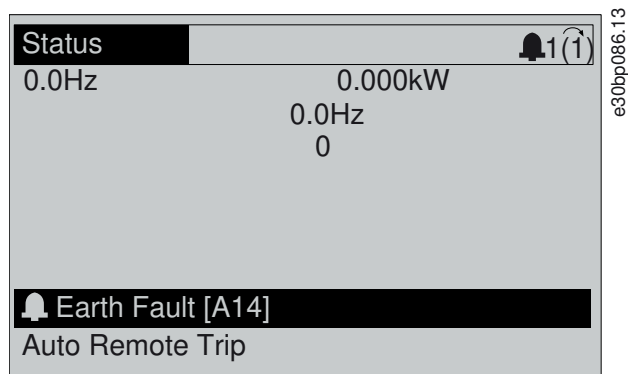 Status
1(1)
0.0Hz 0.000kW
0.0Hz
0
Earth Fault [A14]
Auto Remote Trip
e30bp086.13